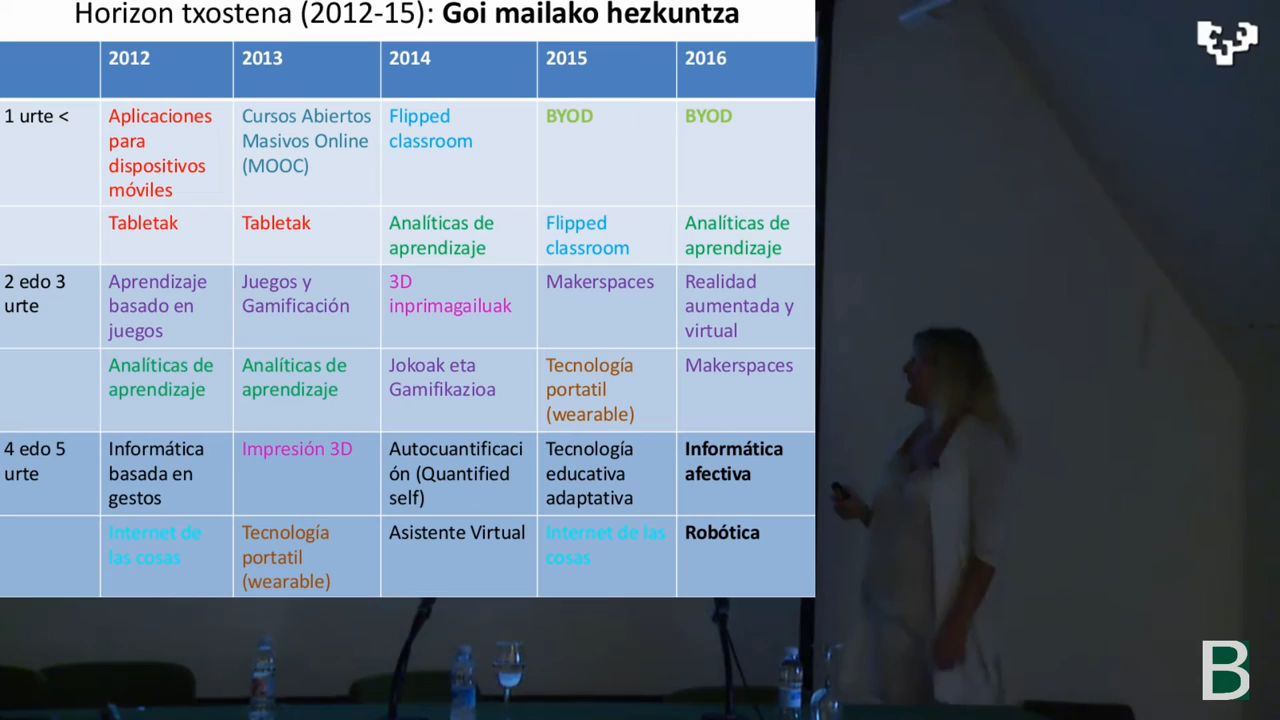 Horizon txostena (2012-15): Goi mailako hezkuntza
2012 2013 2014 2015 2016
1 urte <
Aplicaciones
para
dispositivos
móviles
Cursos Abiertos
Masivos Online
(MOOC)
Flipped
classroom
BYOD
BYOD
Tabletak
Tabletak
Analíticas de
aprendizaje
Flipped
classroom
Analíticas de
aprendizaje
2 edo 3
urte
Aprendizaje
basado en
juegos
Juegos y
Gamificación
3D
inprimagailuak
Makerspaces
Realidad
aumentada y
virtual
Analíticas de
aprendizaje
Analíticas de
aprendizaje
Jokoak eta
Gamifikazioa
Tecnología
portatil
(wearable)
Makerspaces
4 edo 5
urte
Informática
basada en
gestos
Impresión 3D
Autocuantificaci
ón (Quantified
self)
Tecnología
educativa
adaptativa
Informática
afectiva
Internet de
las cosas
Tecnología
portatil
(wearable)
Asistente Virtual
Internet de las
cosas
Robótica
B